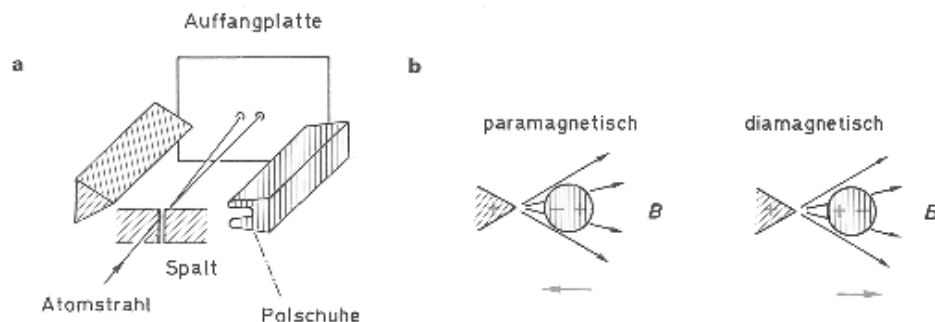 Auffangplatte
a
Spalt
Atomstrahl
Polschuhe
b
paramagnetisch
diamagnetisch
B
B